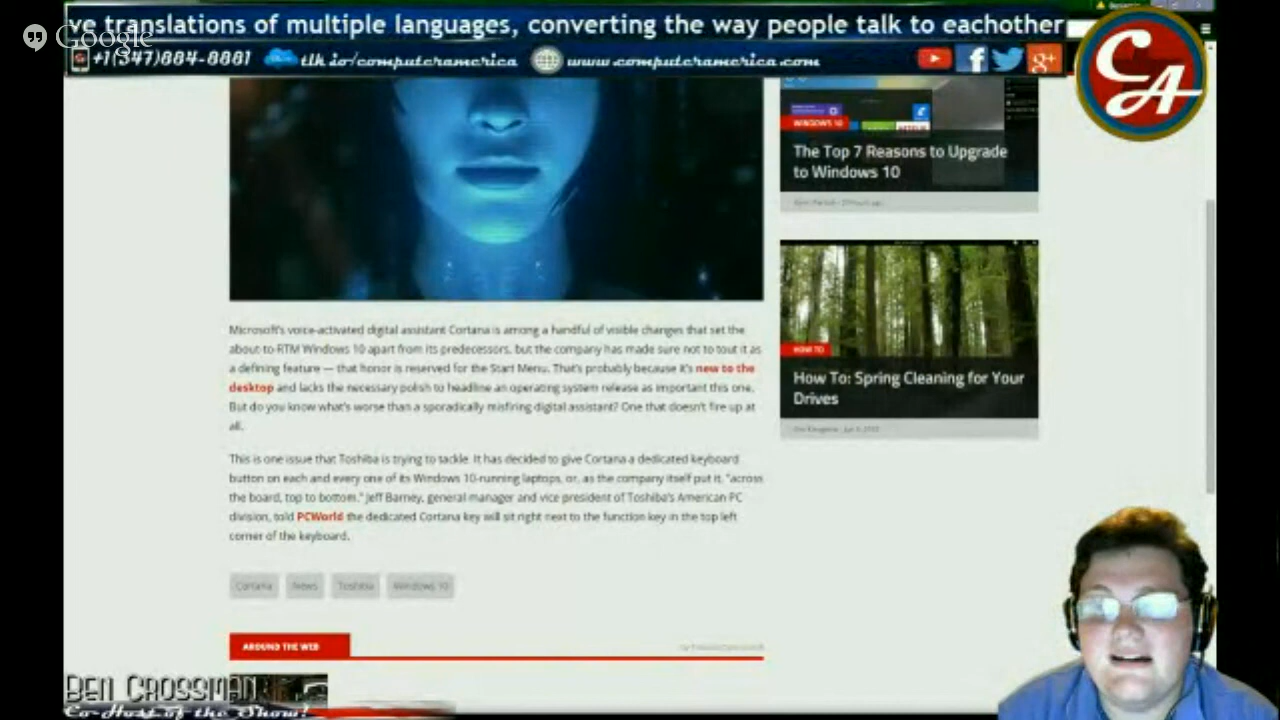 ve translations of multiple languages, converting the way people talk to eachother
Google
+1(347)884-8881 tlk.io/computeramerica www.computeramerica.com
CA
WINDOWS 10
The Top 7 Reasons to Upgrade
to Windows 10
HOW TO
How To: Spring Cleaning for Your
Drives
Microsoft's voice-activated digital assistant Cortana is among a handful of visible changes that set the
about-to-RTM Windows 10 apart from its predecessors, but the company has made sure not to tout it as
a defining feature — that honor is reserved for the Start Menu. That's probably because it's new to the
desktop and lacks the necessary polish to headline an operating system release as important this one.
But do you know what's worse than a sporadically misfiring digital assistant? One that doesn't fire up at
all.
This is one issue that Toshiba is trying to tackle. It has decided to give Cortana a dedicated keyboard
button on each and every one of its Windows 10-running laptops, or, as the company itself put it, "across
the board, top to bottom." Jeff Barney, general manager and vice president of Toshiba's American PC
division, told PCWorld the dedicated Cortana key will sit right next to the function key in the top left
corner of the keyboard.
Cortana News Toshiba Windows 10
AROUND THE WEB
Ben Crossman
Co-Host of the Show!